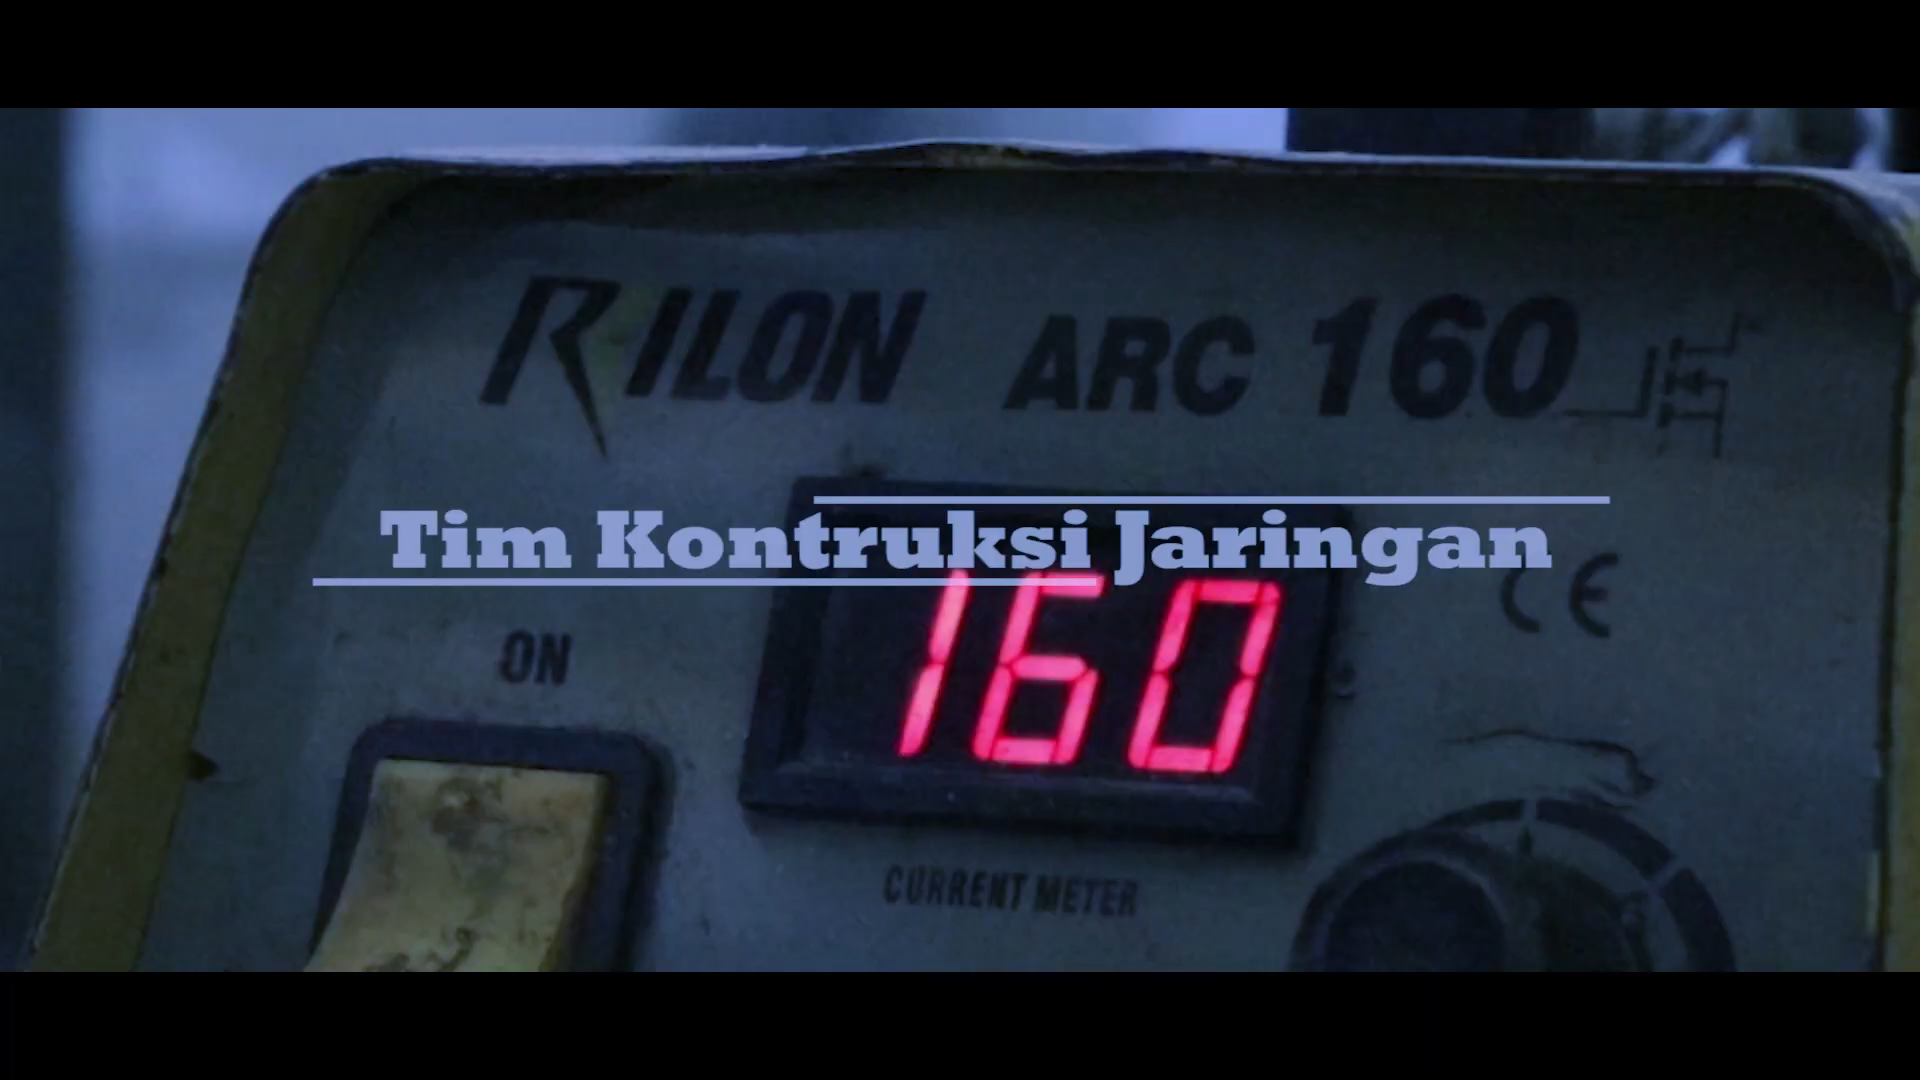 RILON ARC 160
Tim Kontruksi Jaringan
CE
ON
160
CURRENT METER